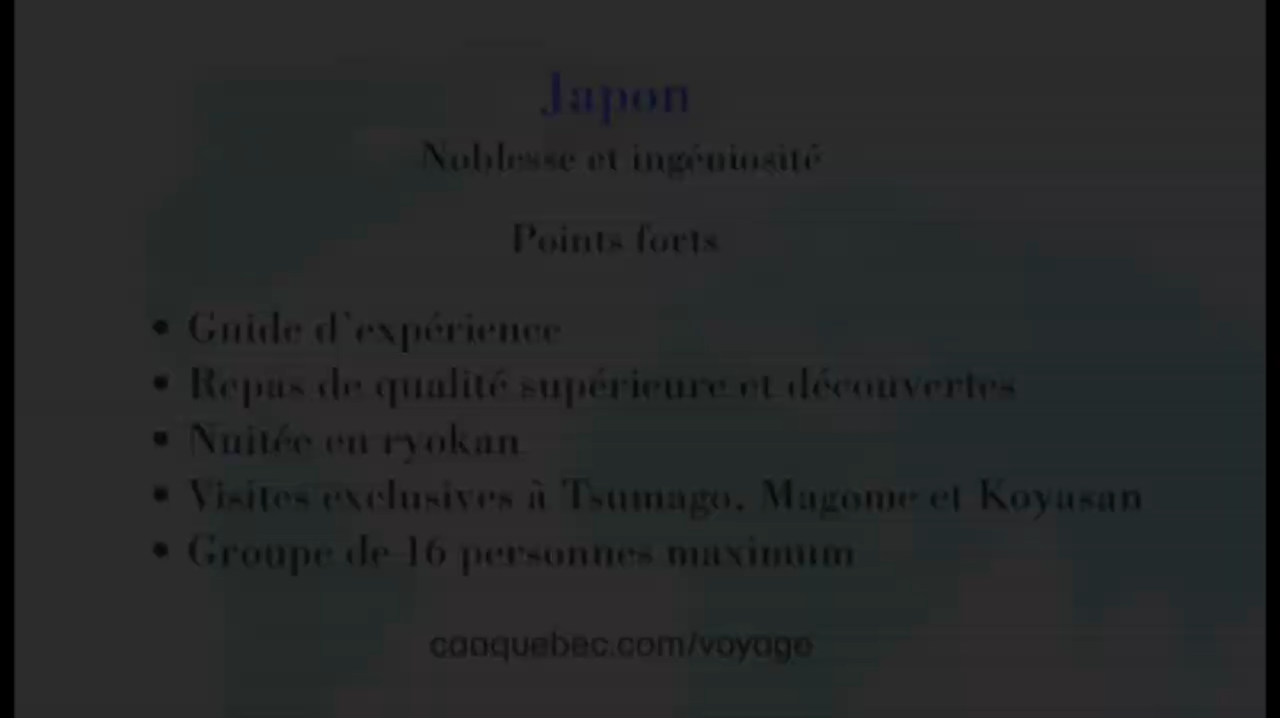 Japon
Noblesse et ingéniosité
Points forts
• Guide d'expérience
• Repas de qualité supérieure et découvertes
• Nuitée en ryokan
• Visites exclusives à Tsumago, Magome et Koyasan
• Groupe de 16 personnes maximum
caaquebec.com/voyage